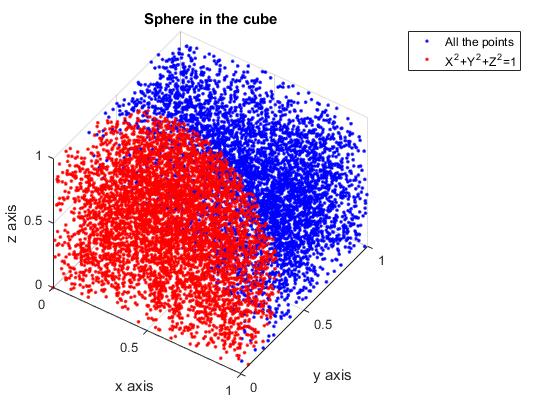 Sphere in the cube
All the points
X²+Y²+Z²=1
1
0.5
0
z axis
0
0.5
1
x axis
0
0.5
1
y axis